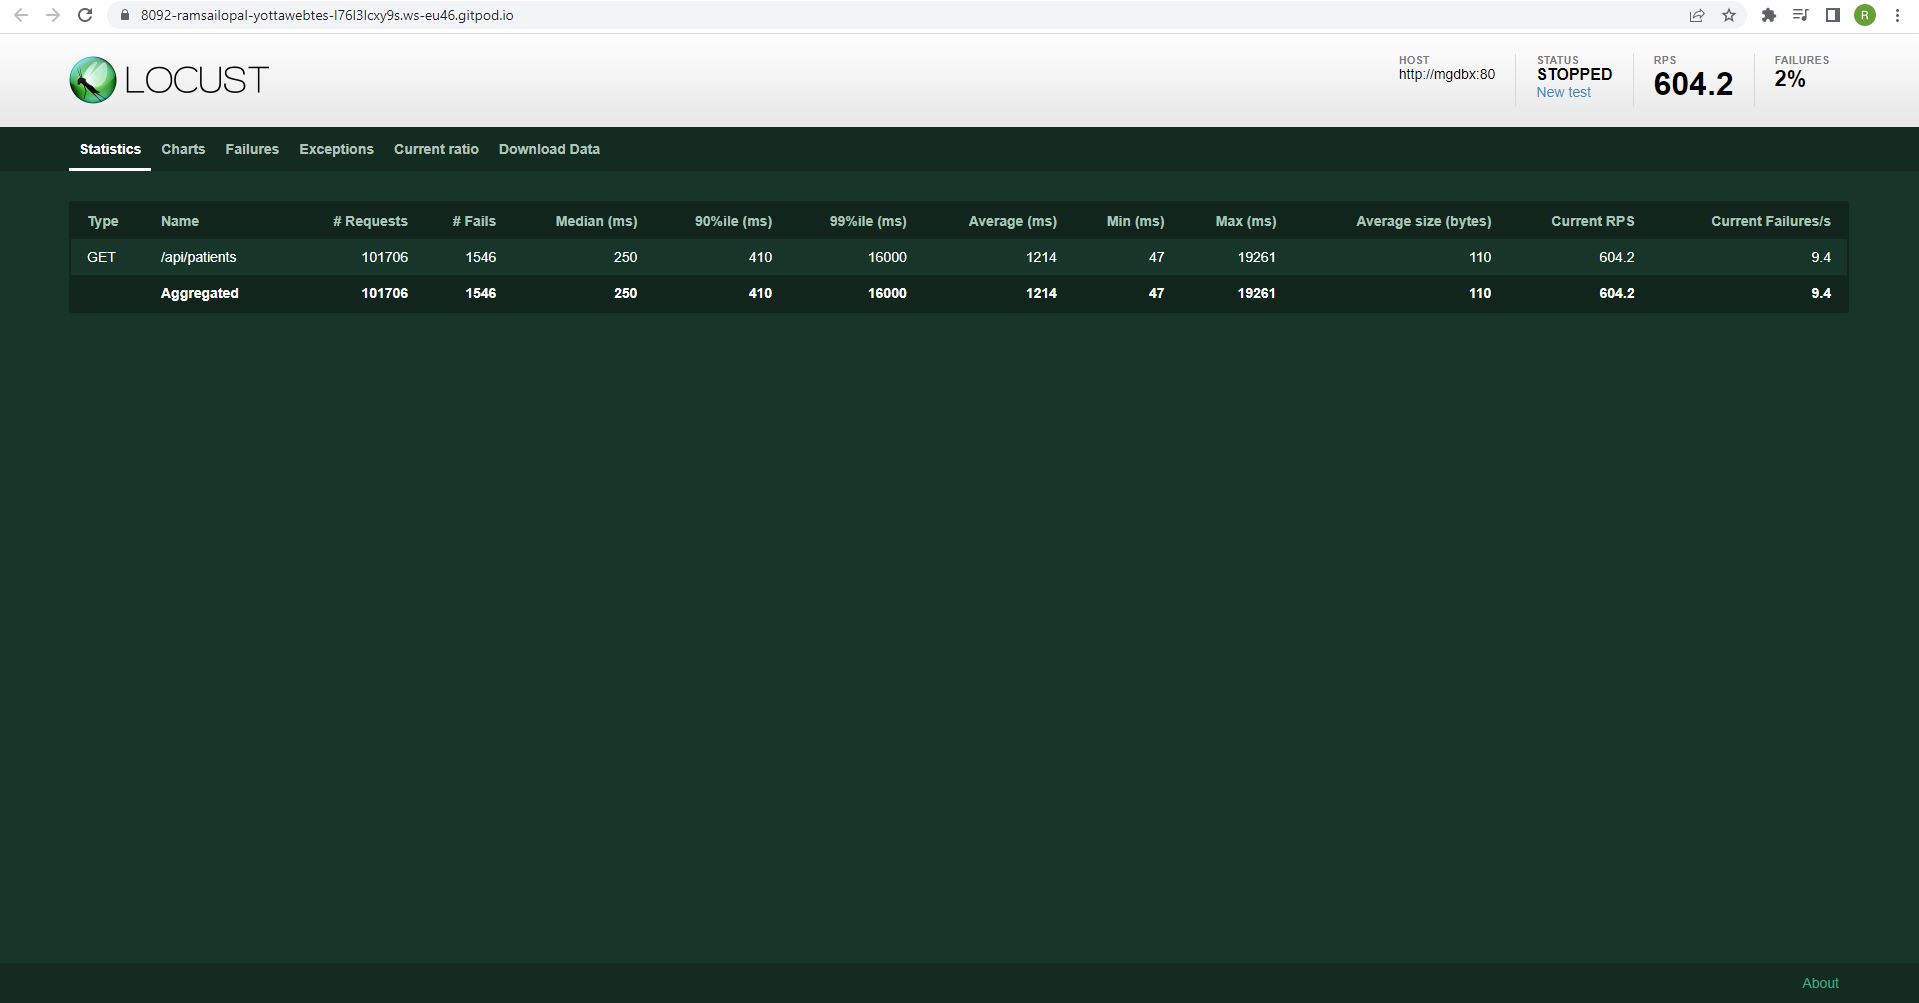 8092-ramsailopal-yottawebtes-l76l3lcxy9s.ws-eu46.gitpod.io
R
LOCUST
HOST
http://mgdbx:80
STATUS
STOPPED
New test
RPS
604.2
FAILURES
2%
Statistics Charts Failures Exceptions Current ratio Download Data
Type Name # Requests # Fails Median (ms) 90%ile (ms) 99%ile (ms) Average (ms) Min (ms) Max (ms) Average size (bytes) Current RPS Current Failures/s
GET /api/patients 101706 1546 250 410 16000 1214 47 19261 110 604.2 9.4
Aggregated 101706 1546 250 410 16000 1214 47 19261 110 604.2 9.4
About